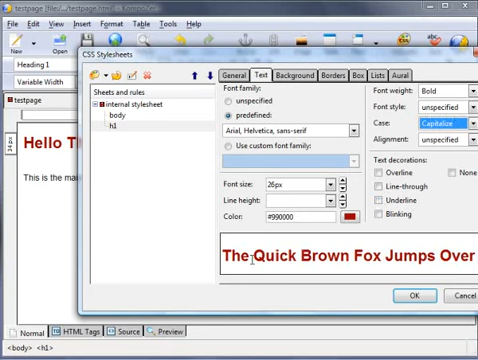 testpage [file/.../testpage.html]
File Edit View Insert Format Table Tools Help
New Open
Heading 1
Variable Width
testpage
Hello T
This is the ma
CSS Stylesheets
General Text Background Borders Box Lists Aural
Sheets and rules
internal stylesheet
body
h1
Font family:
unspecified
predefined:
Arial, Helvetica, sans-serif
Use custom font family:
Font size: 26px
Line height:
Color: #990000
Font weight: Bold
Font style: unspecified
Case: Capitalize
Alignment: unspecified
Text decorations:
Overline None
Line-through
Underline
Blinking
The Quick Brown Fox Jumps Over
OK Cancel
34 px
Normal HTML Tags Source Preview
<body> <h1>